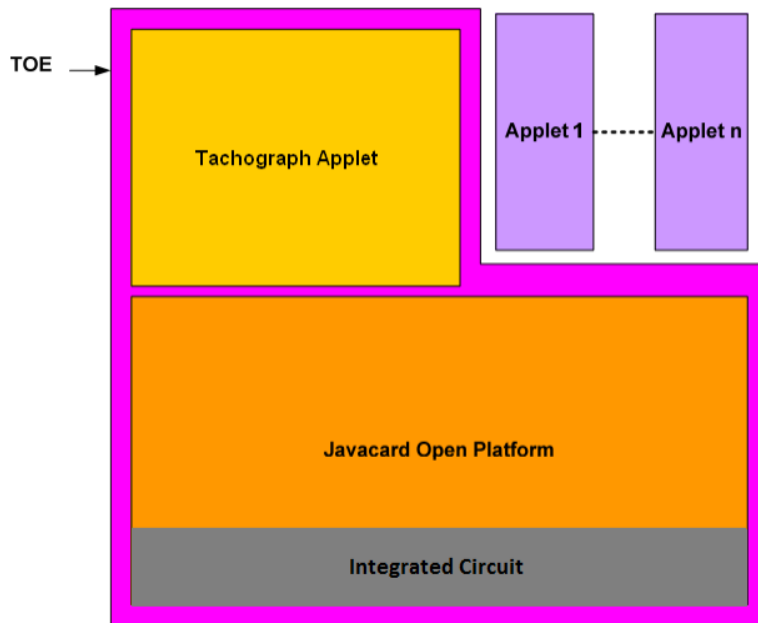 TOE
Tachograph Applet
Applet 1
Applet n
Javacard Open Platform
Integrated Circuit